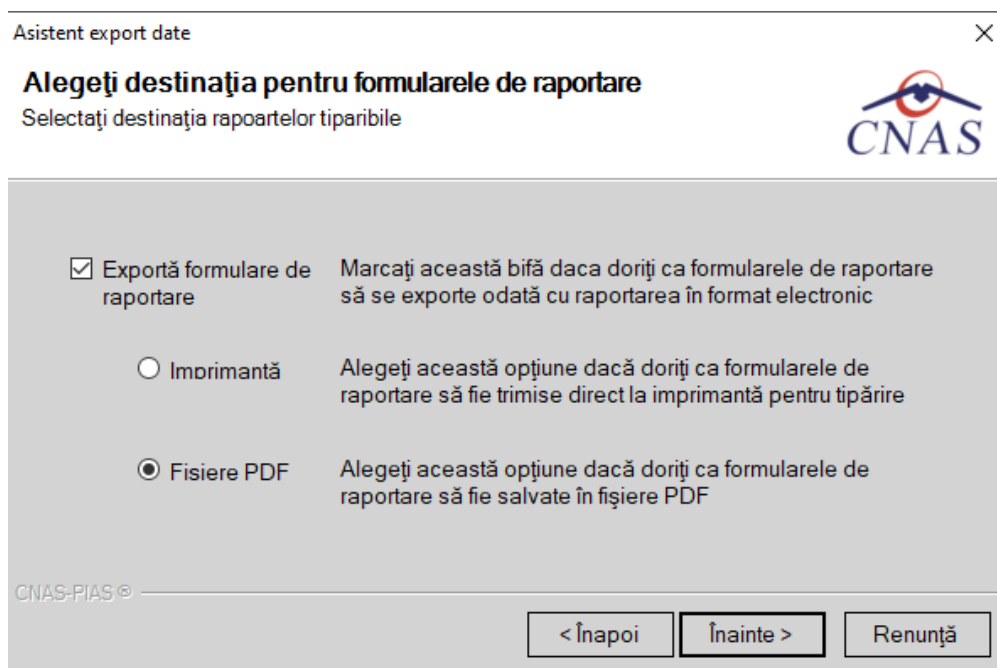 Asistent export date
Alegeţi destinaţia pentru formularele de raportare
Selectaţi destinaţia rapoartelor tiparibile
CNAS
Exportă formulare de
raportare
Marcaţi această bifă daca doriţi ca formularele de raportare
să se exporte odată cu raportarea în format electronic
Imprimantă
Alegeţi această opţiune dacă doriţi ca formularele de
raportare să fie trimise direct la imprimantă pentru tipărire
Fisiere PDF
Alegeţi această opţiune dacă doriţi ca formularele de
raportare să fie salvate în fişiere PDF
CNAS-PIAS ®
< Înapoi
Înainte >
Renunţă